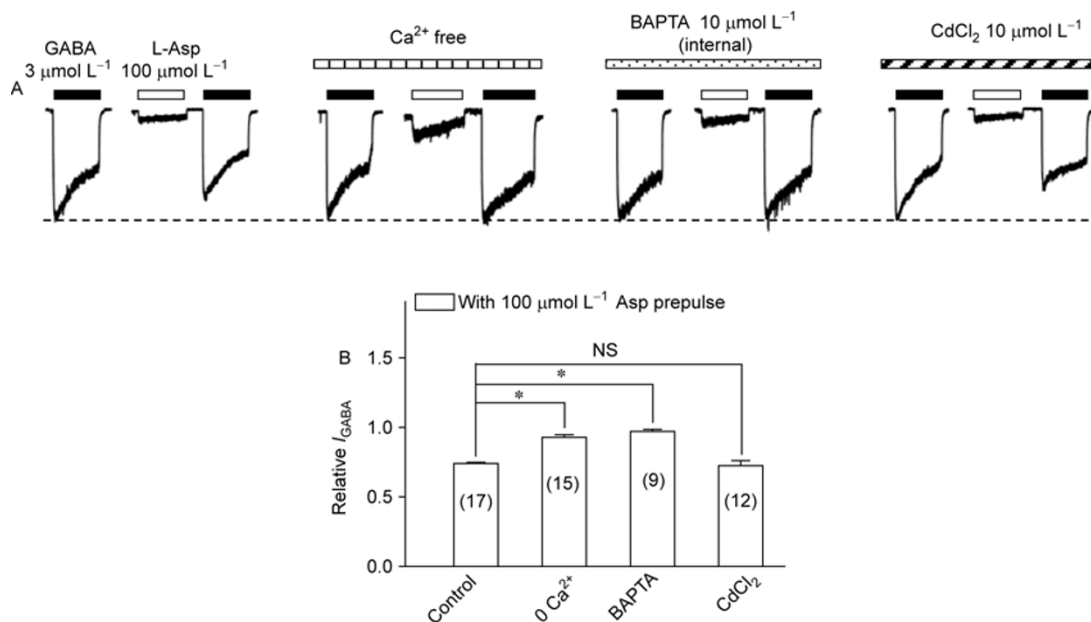 GABA
3 μmol L⁻¹
L-Asp
100 μmol L⁻¹
Ca²⁺ free
BAPTA 10 μmol L⁻¹
(internal)
CdCl₂ 10 μmol L⁻¹
A
With 100 μmol L⁻¹ Asp prepulse
B
1.5
1.0
0.5
0.0
Relative I_GABA
NS
*
*
(17)
(15)
(9)
(12)
Control
0 Ca²⁺
BAPTA
CdCl₂